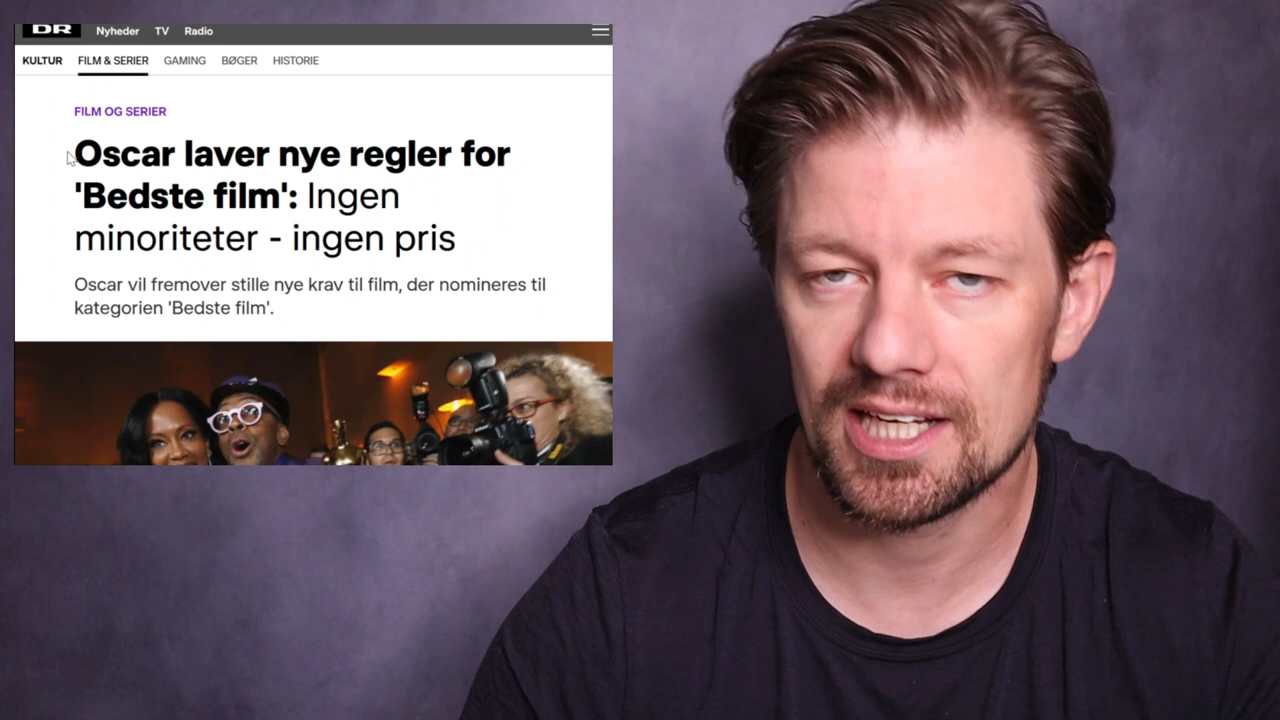 DR Nyheder TV Radio
KULTUR FILM & SERIER GAMING BØGER HISTORIE
FILM OG SERIER
Oscar laver nye regler for
'Bedste film': Ingen
minoriteter - ingen pris
Oscar vil fremover stille nye krav til film, der nomineres til
kategorien 'Bedste film'.